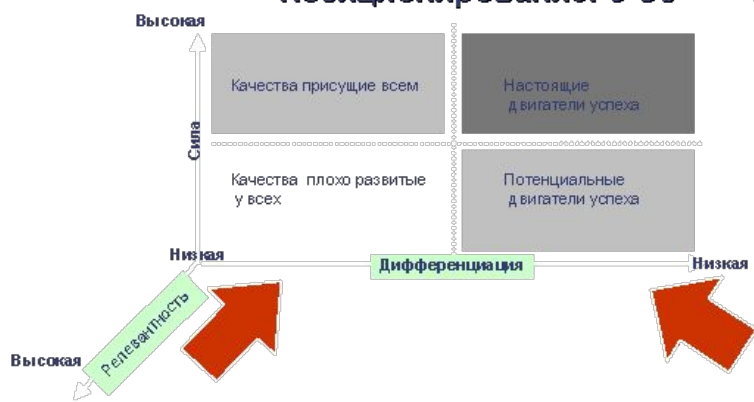 Высокая
Качества присущие всем
Настоящие
двигатели успеха
Сила
Качества плохо развитые
у всех
Потенциальные
двигатели успеха
Низкая
Дифференциация
Низкая
Релевантность
Высокая